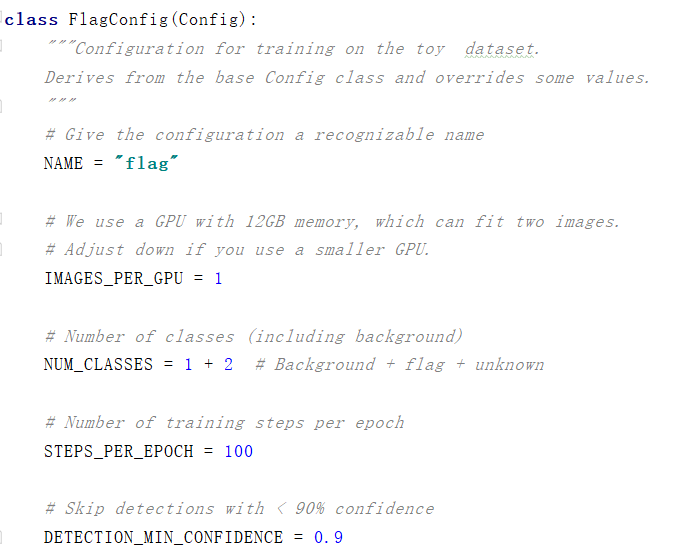 class FlagConfig(Config):
"""Configuration for training on the toy  dataset.
Derives from the base Config class and overrides some values.
"""
# Give the configuration a recognizable name
NAME = "flag"
# We use a GPU with 12GB memory, which can fit two images.
# Adjust down if you use a smaller GPU.
IMAGES_PER_GPU = 1
# Number of classes (including background)
NUM_CLASSES = 1 + 2  # Background + flag + unknown
# Number of training steps per epoch
STEPS_PER_EPOCH = 100
# Skip detections with < 90% confidence
DETECTION_MIN_CONFIDENCE = 0.9